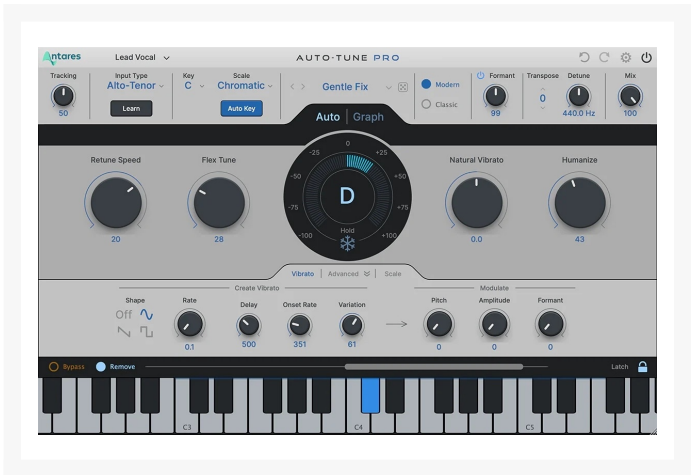 Antares
Lead Vocal
AUTO-TUNE PRO
Tracking
50
Input Type
Alto-Tenor
Learn
Key
C
Scale
Chromatic
Auto Key
Gentle Fix
Modern
Classic
Formant
99
Transpose
0
Detune
440.0 Hz
Mix
100
Auto | Graph
Retune Speed
20
Flex Tune
28
0
-25
+25
-50
+50
-75
+75
-100
+100
D
Hold
Natural Vibrato
0.0
Humanize
43
Vibrato | Advanced | Scale
Create Vibrato
Shape
Off
Rate
0.1
Delay
500
Onset Rate
351
Variation
61
Modulate
Pitch
0
Amplitude
0
Formant
0
Bypass
Remove
Latch
C3
C4
C5